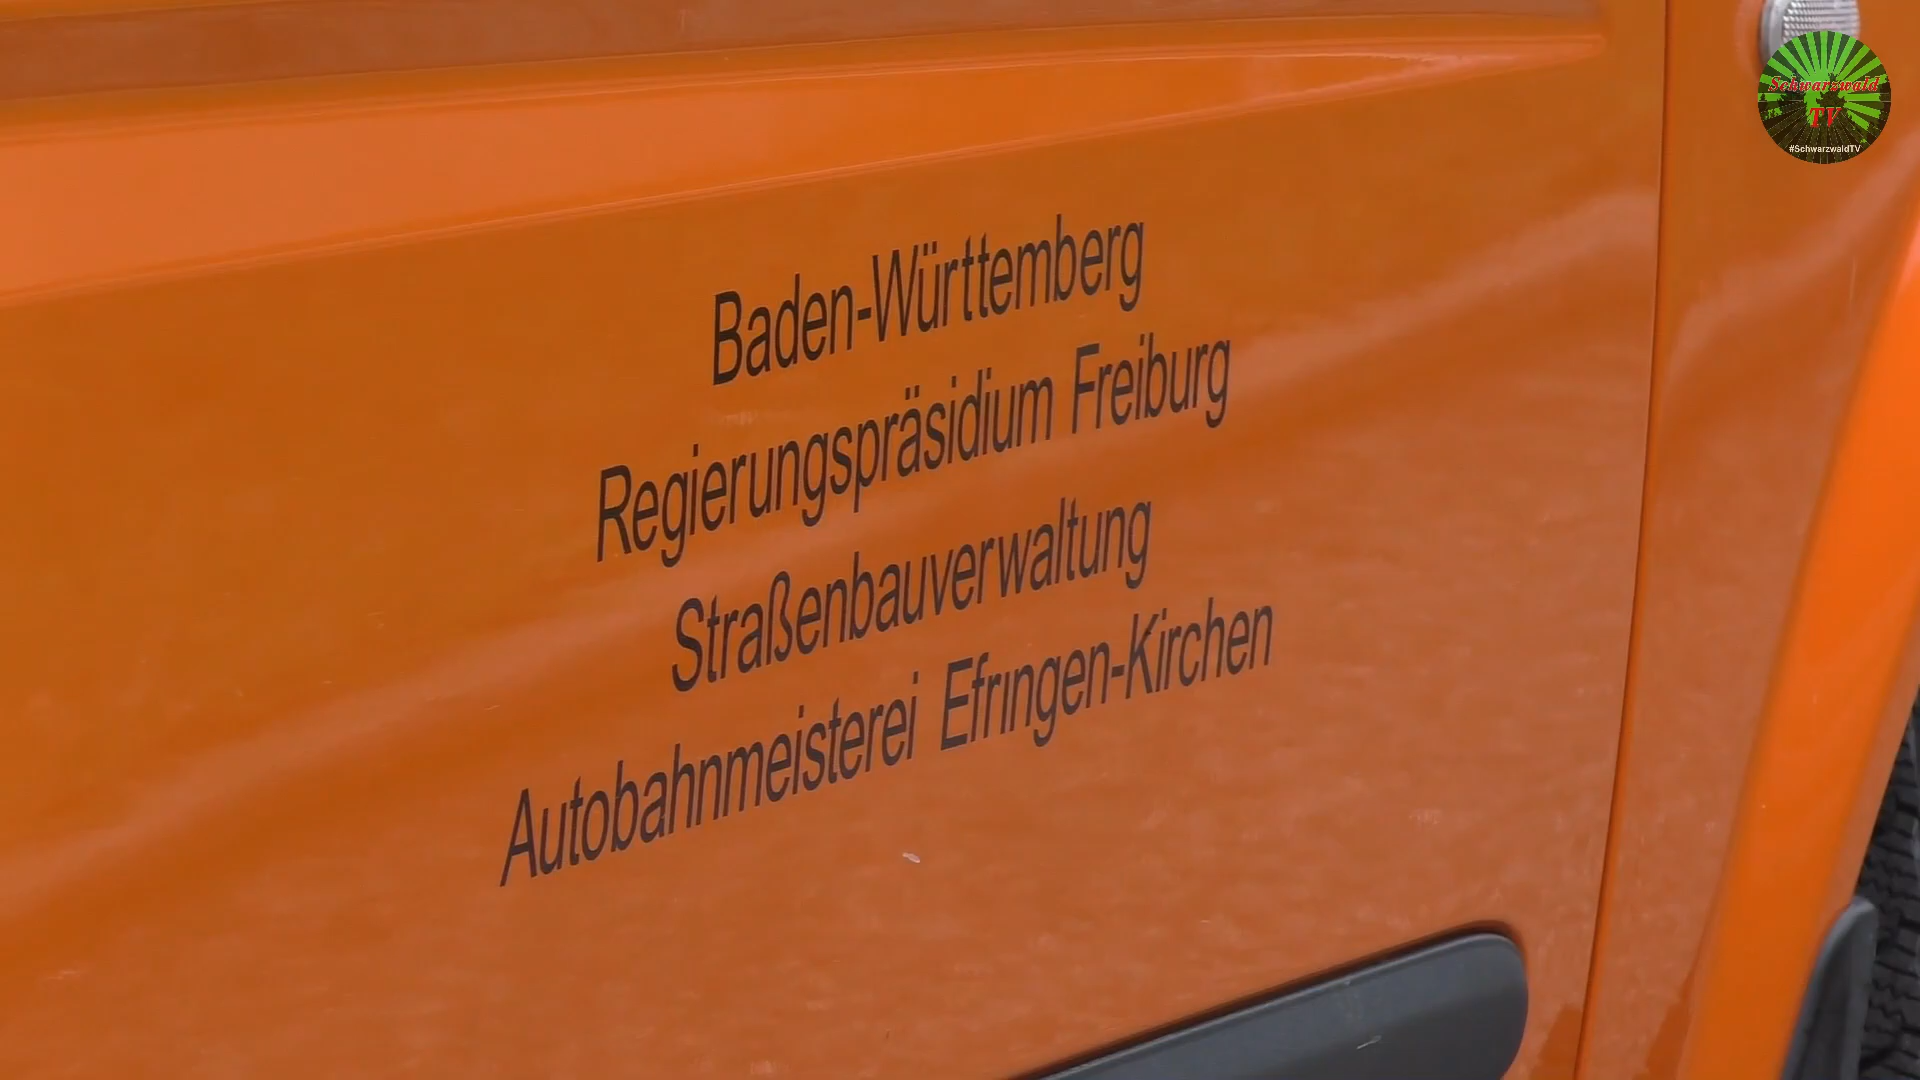 Schwarzwald
TV
#SchwarzwaldTV
Baden-Württemberg
Regierungspräsidium Freiburg
Straßenbauverwaltung
Autobahnmeisterei Efringen-Kirchen